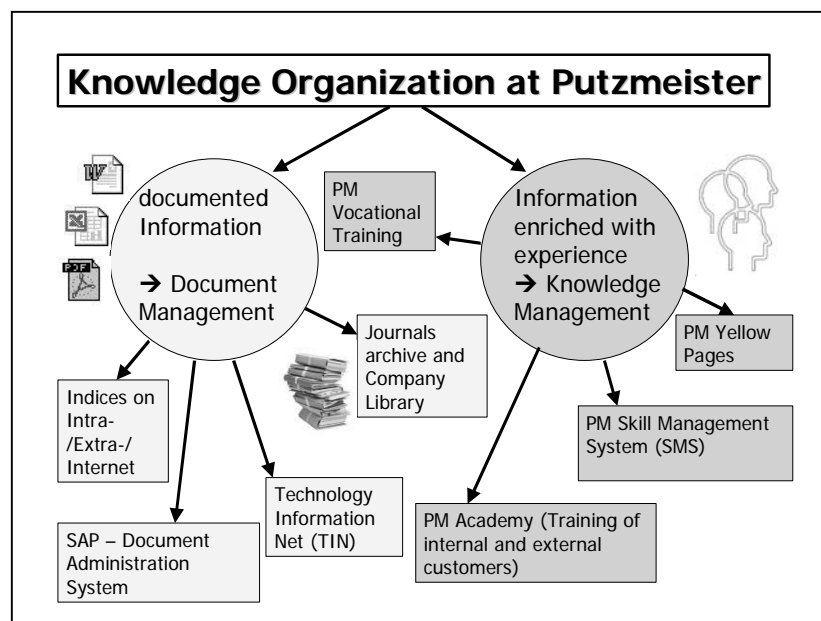 Knowledge Organization at Putzmeister
W
X
PDF
documented
Information
→ Document
Management
PM
Vocational
Training
Information
enriched with
experience
→ Knowledge
Management
Journals
archive and
Company
Library
PM Yellow
Pages
Indices on
Intra-
/Extra-/
Internet
PM Skill Management
System (SMS)
Technology
Information
Net (TIN)
PM Academy (Training of
internal and external
customers)
SAP – Document
Administration
System